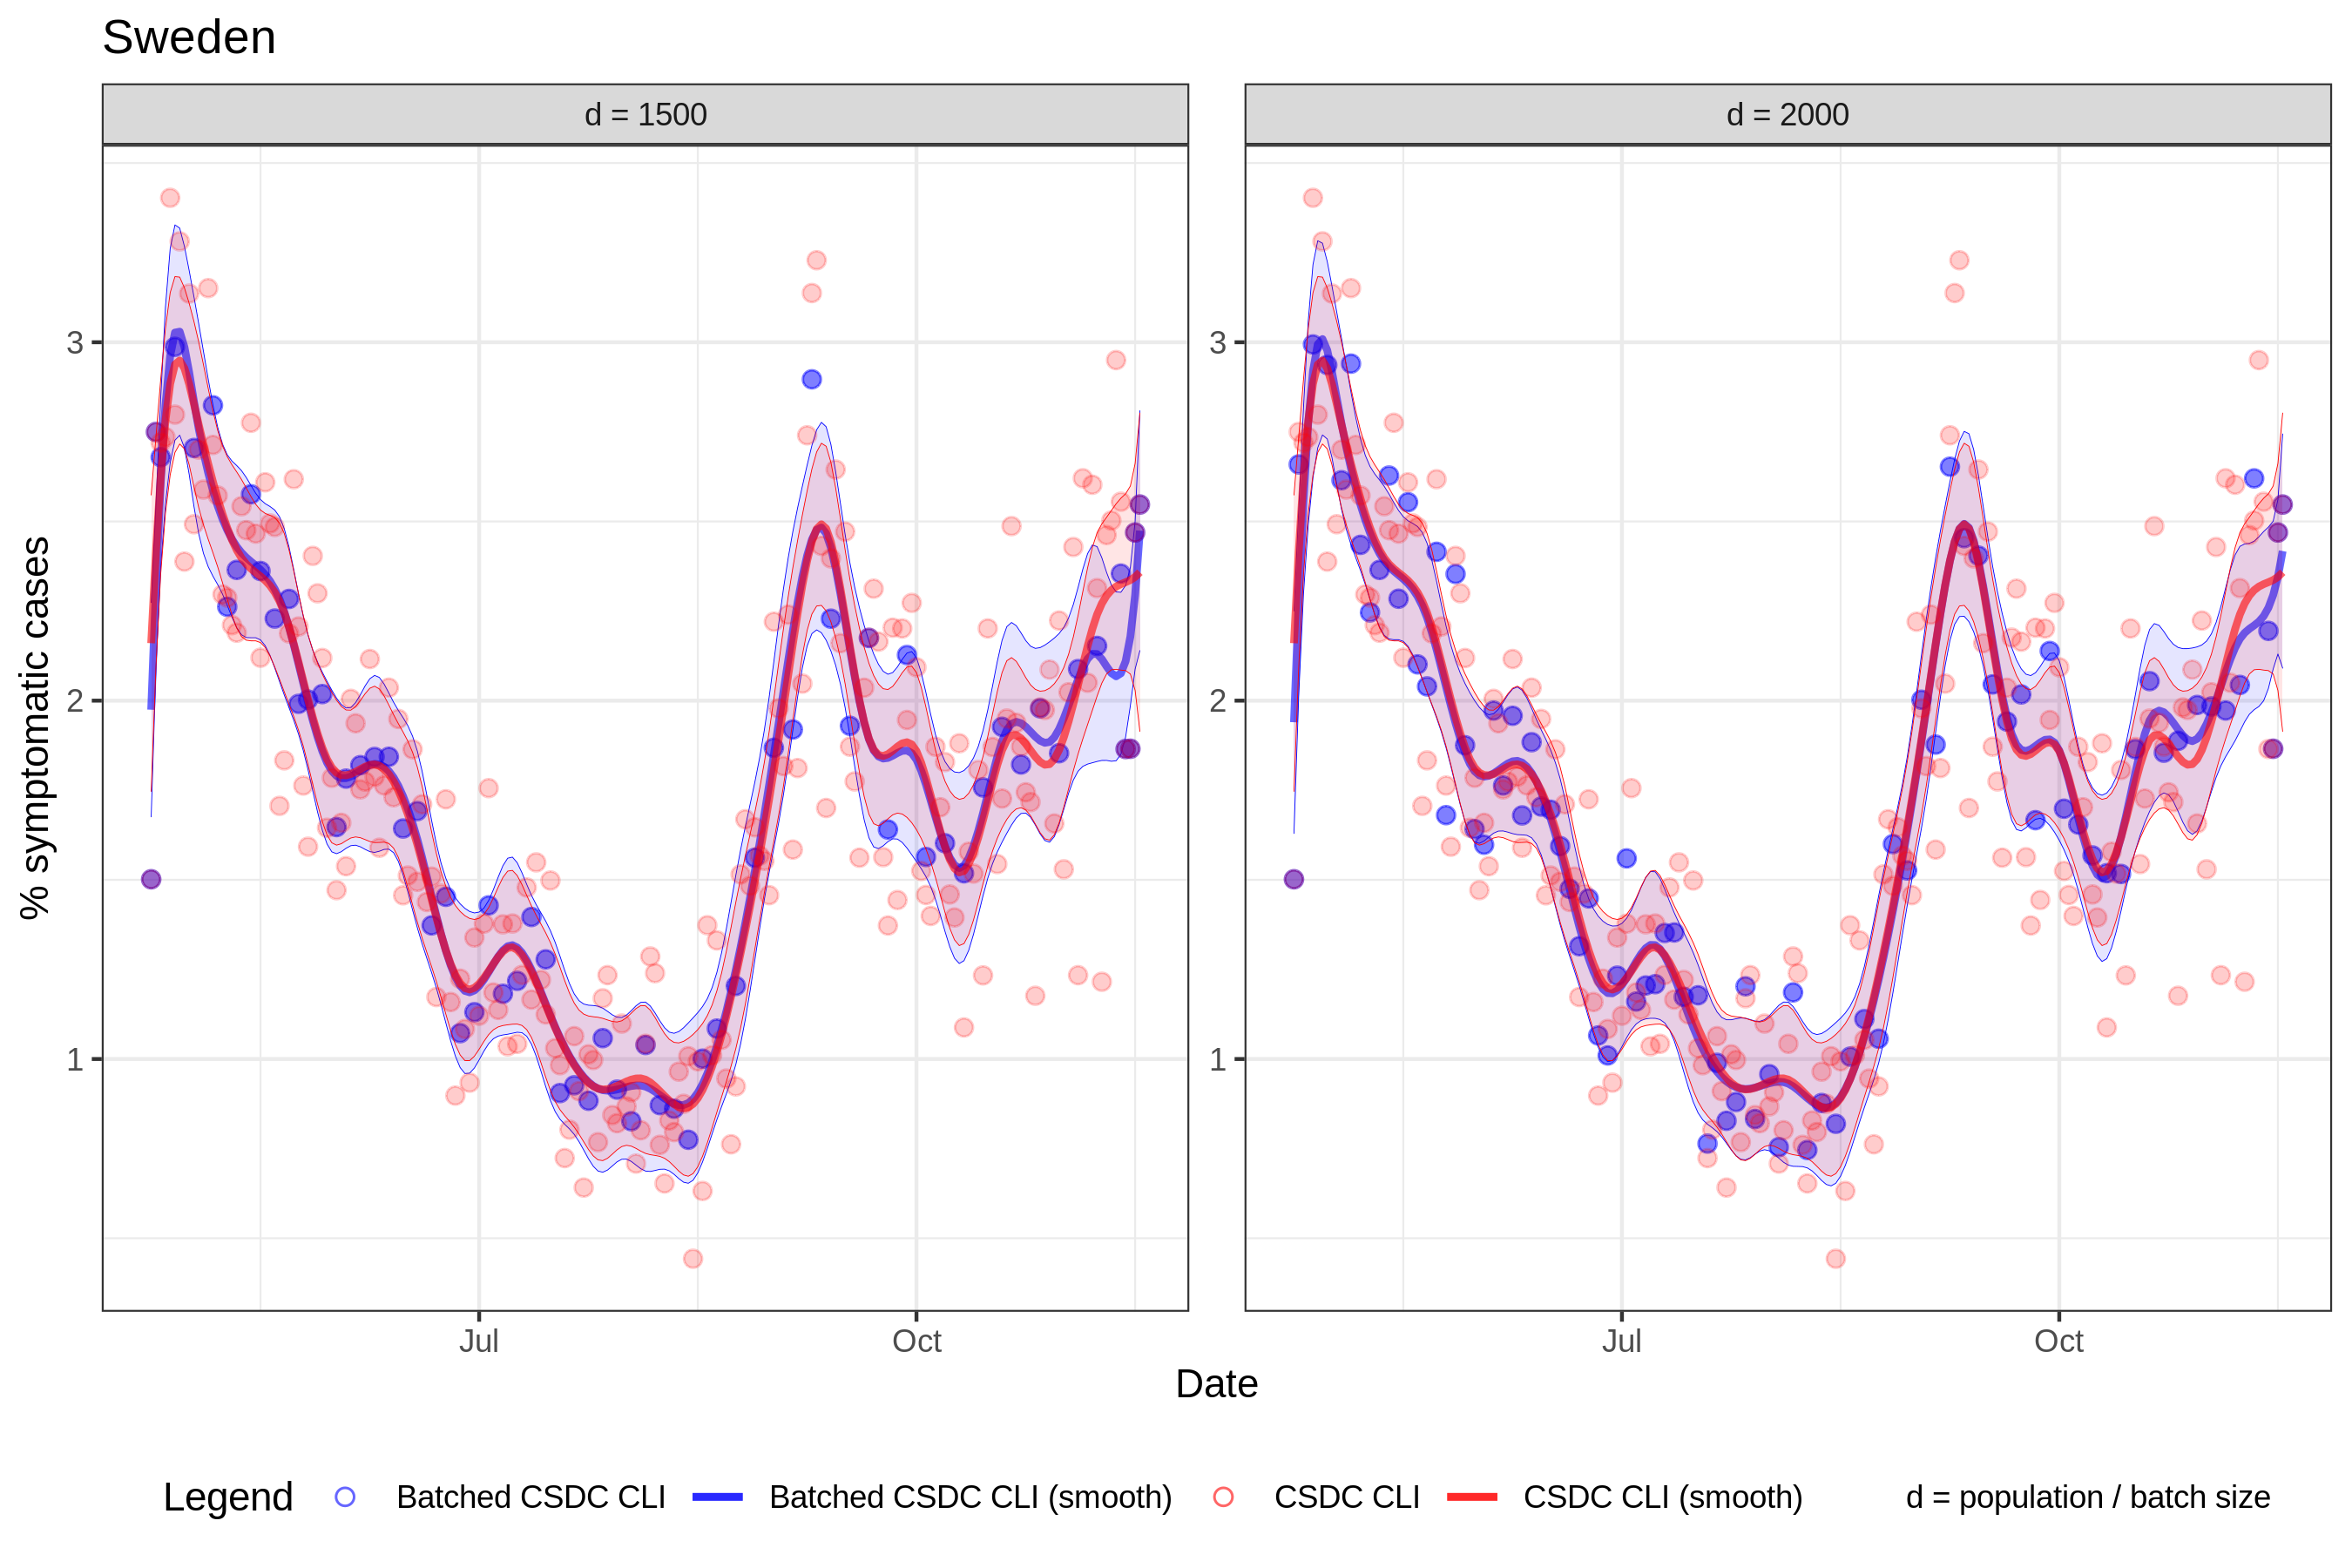 Sweden
d = 1500
d = 2000
% symptomatic cases
3
2
1
3
2
1
Jul
Oct
Jul
Oct
Date
Legend Batched CSDC CLI Batched CSDC CLI (smooth) CSDC CLI CSDC CLI (smooth) d = population / batch size